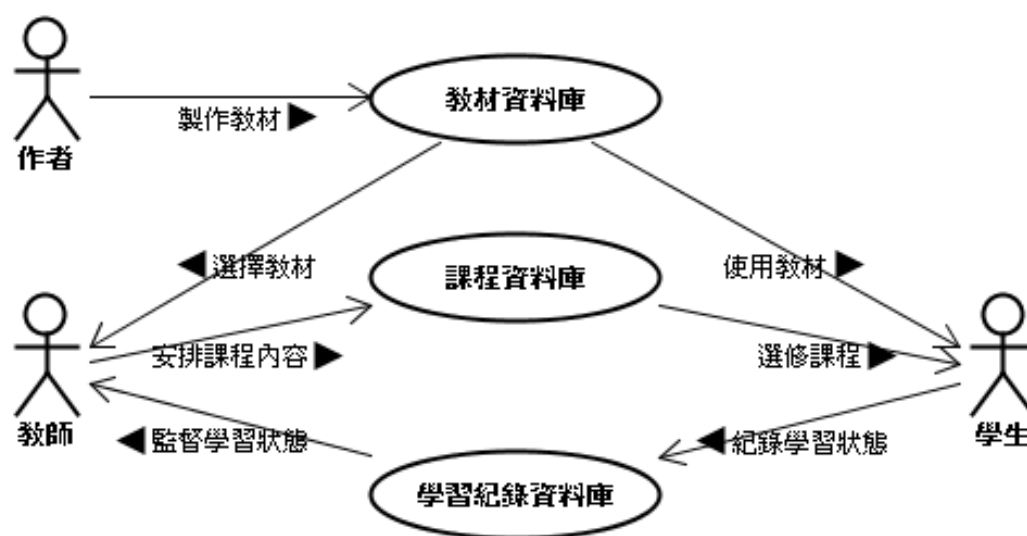 教材資料庫
製作教材
作者
選擇教材
課程資料庫
使用教材
安排課程內容
選修課程
教師
監督學習狀態
紀錄學習狀態
學生
學習紀錄資料庫